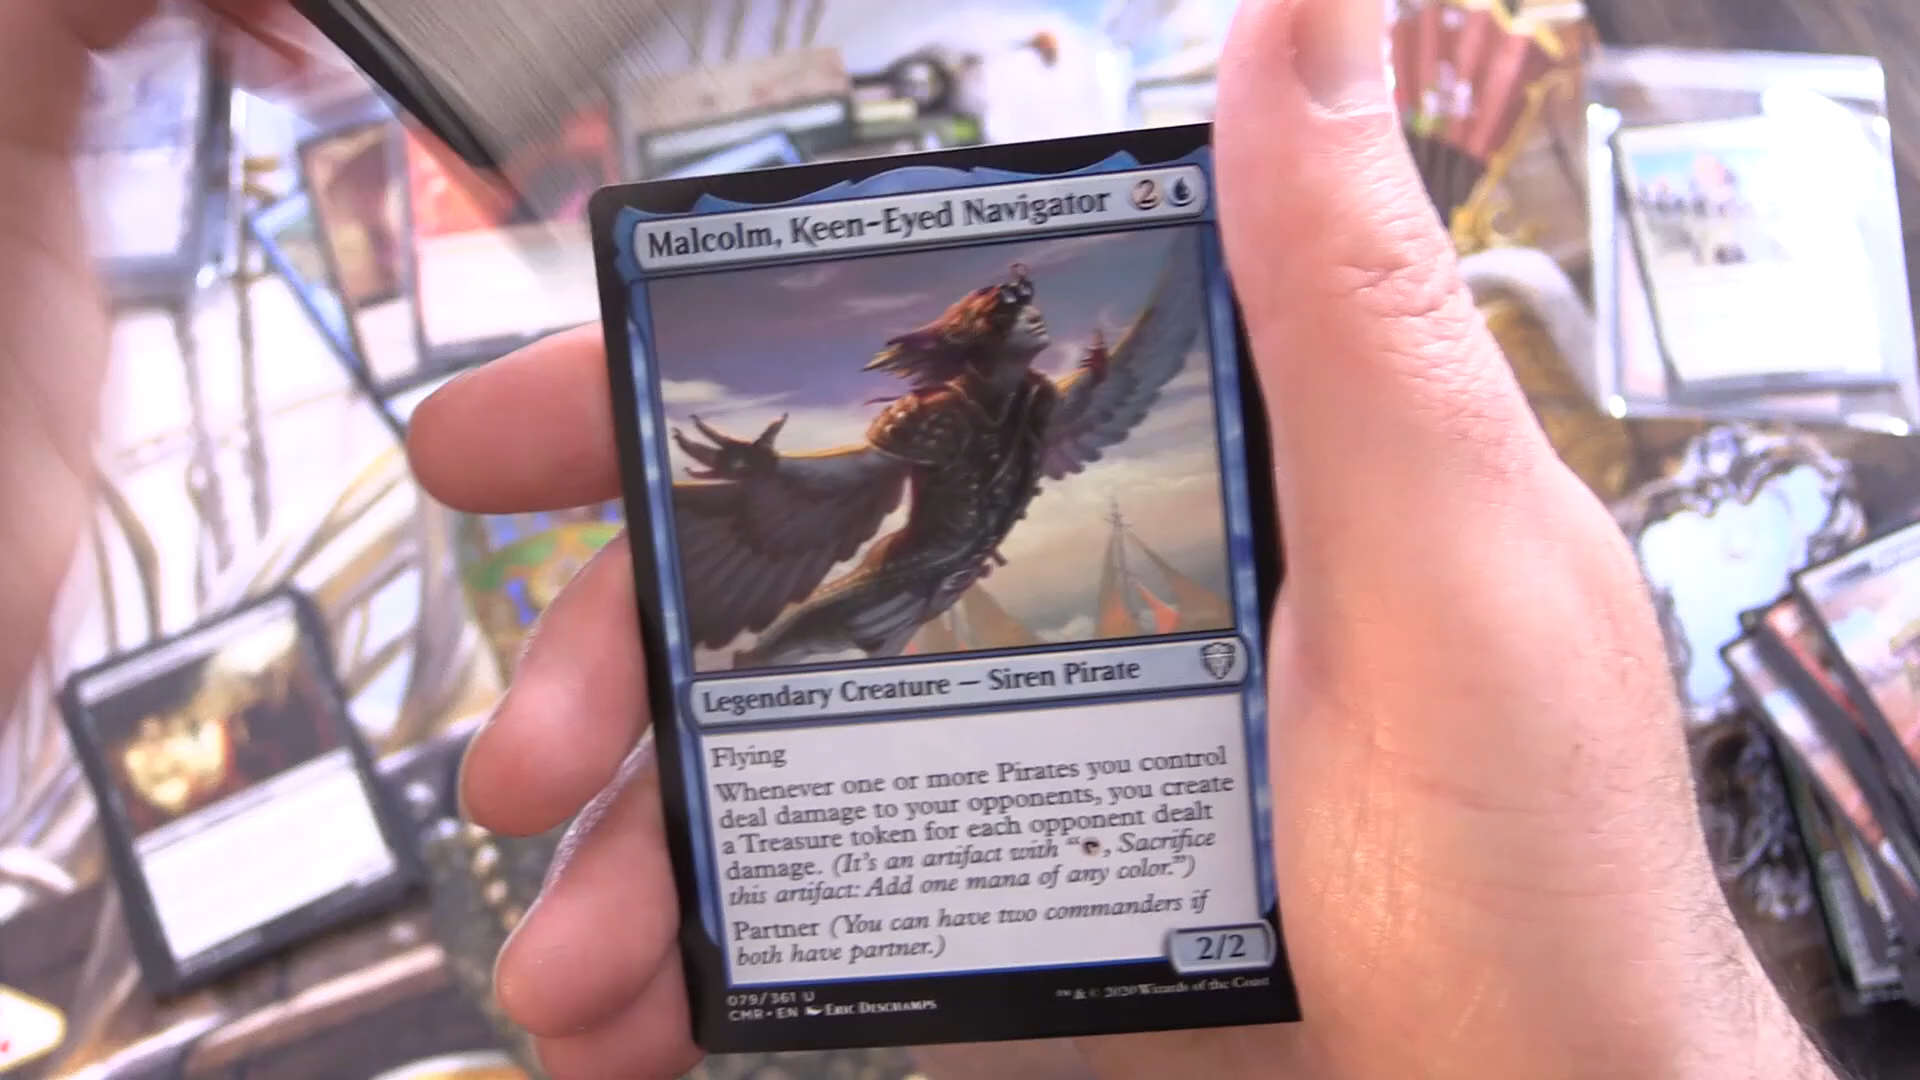 Malcolm, Keen-Eyed Navigator 2
Legendary Creature — Siren Pirate
Flying
Whenever one or more Pirates you control
deal damage to your opponents, you create
a Treasure token for each opponent dealt
damage. (It's an artifact with ", Sacrifice
this artifact: Add one mana of any color.")
Partner (You can have two commanders if
both have partner.)
2/2
079/361 U
CMR • EN Eric Deschamps
™ & © 2020 Wizards of the Coast